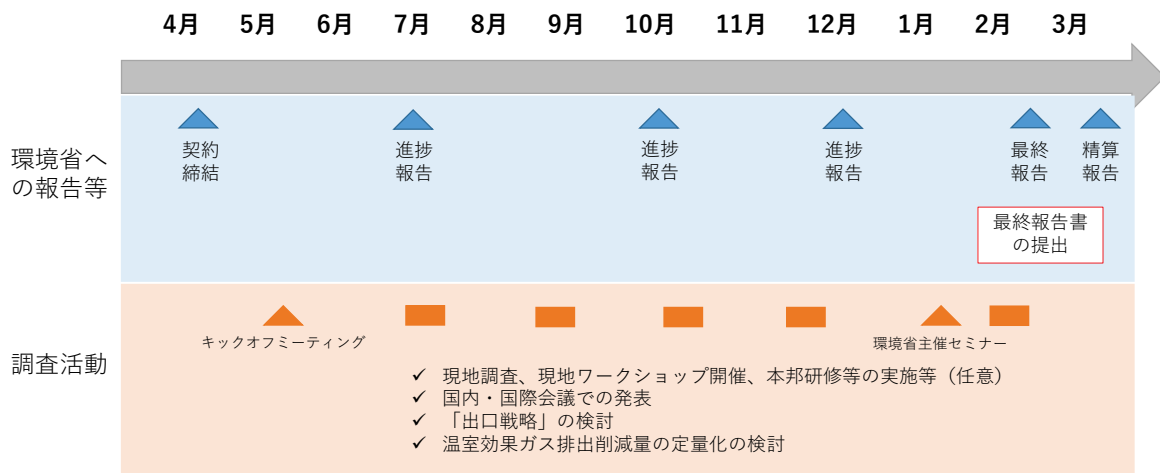 4月 5月 6月 7月 8月 9月 10月 11月 12月 1月 2月 3月
環境省へ
の報告等
契約
締結
進捗
報告
進捗
報告
進捗
報告
最終
報告
精算
報告
最終報告書
の提出
調査活動
キックオフミーティング
環境省主催セミナー
✓ 現地調査、現地ワークショップ開催、本邦研修等の実施等（任意）
✓ 国内・国際会議での発表
✓ 「出口戦略」の検討
✓ 温室効果ガス排出削減量の定量化の検討